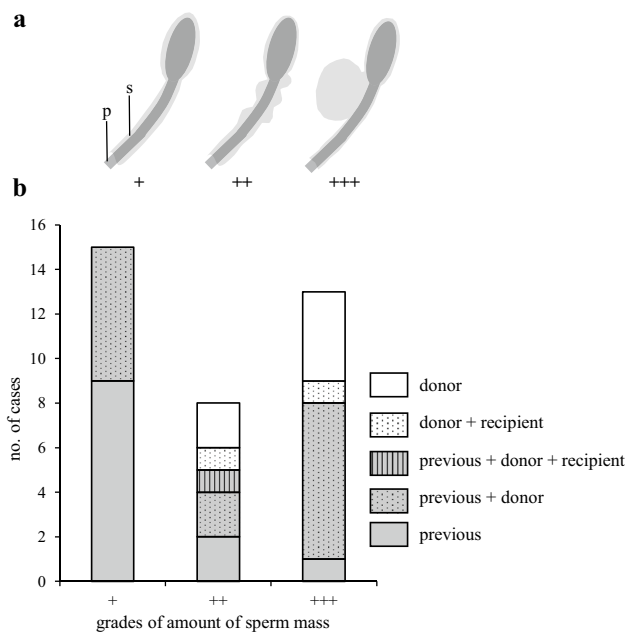 a
s
p
+ ++ +++
b
16
14
12
10
8
6
4
2
0
no. of cases
+ ++ +++
grades of amount of sperm mass
donor
donor + recipient
previous + donor + recipient
previous + donor
previous